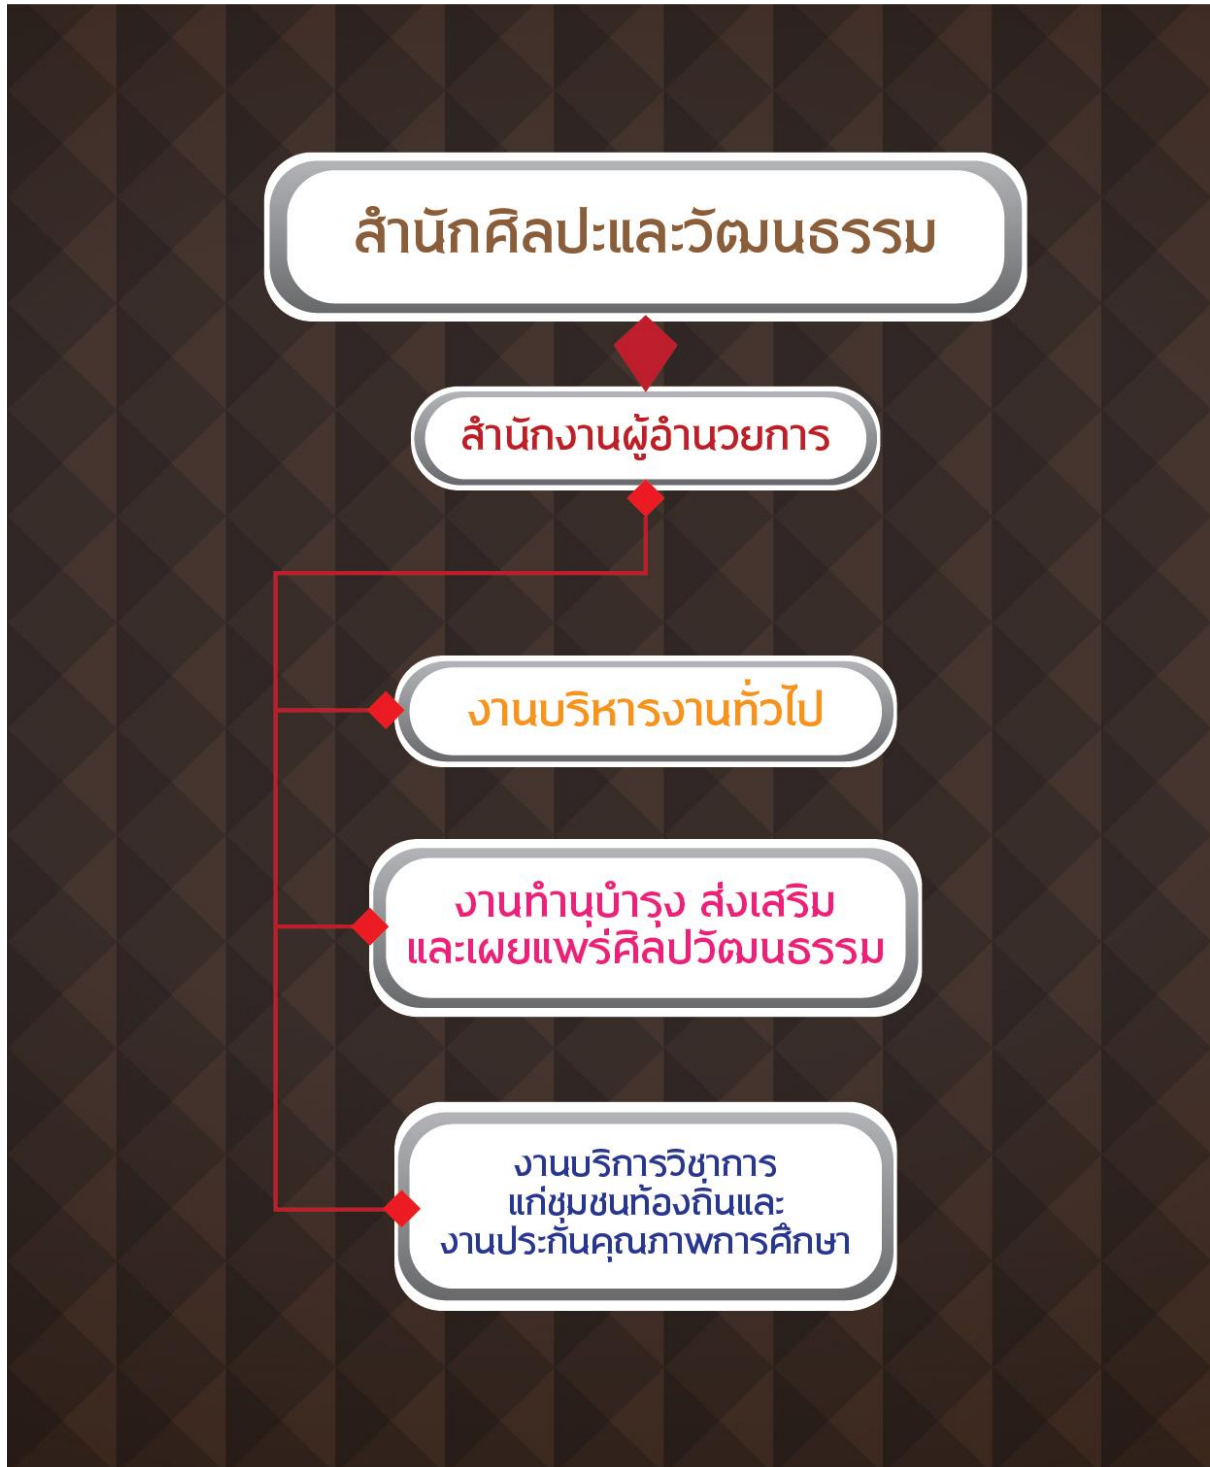 สำนักศิลปะและวัฒนธรรม
สำนักงานผู้อำนวยการ
งานบริหารงานทั่วไป
งานทำนุบำรุง ส่งเสริม
และเผยแพร่ศิลปวัฒนธรรม
งานบริการวิชาการ
แก่ชุมชนท้องถิ่นและ
งานประกันคุณภาพการศึกษา